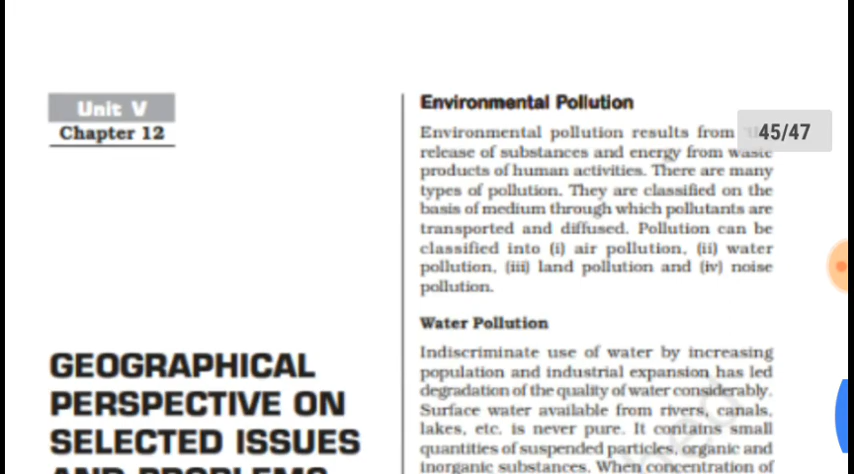 Unit V
Chapter 12
GEOGRAPHICAL
PERSPECTIVE ON
SELECTED ISSUES
AND PROBLEMS
Environmental Pollution
Environmental pollution results from
45/47
release of substances and energy from waste
products of human activities. There are many
types of pollution. They are classified on the
basis of medium through which pollutants are
transported and diffused. Pollution can be
classified into (i) air pollution, (ii) water
pollution, (iii) land pollution and (iv) noise
pollution.
Water Pollution
Indiscriminate use of water by increasing
population and industrial expansion has led
degradation of the quality of water considerably.
Surface water available from rivers, canals,
lakes, etc. is never pure. It contains small
quantities of suspended particles, organic and
inorganic substances. When concentration of